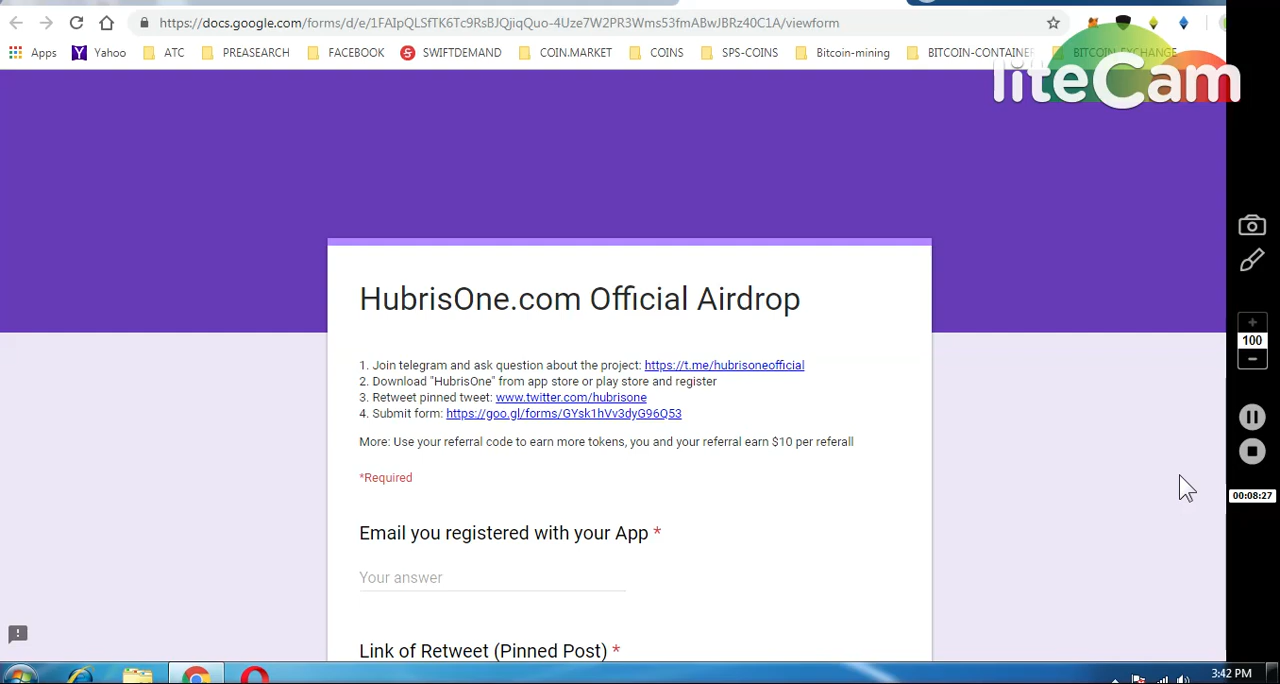 https://docs.google.com/forms/d/e/1FAIpQLSfTK6Tc9RsBJQjiqQuo-4Uze7W2PR3Wms53fmABwJBRz40C1A/viewform
Apps Yahoo ATC PREASEARCH FACEBOOK SWIFTDEMAND COIN.MARKET COINS SPS-COINS Bitcoin-mining BITCOIN-CONTAINER BITCOIN-EXCHANGE
liteCam
HubrisOne.com Official Airdrop
1. Join telegram and ask question about the project: https://t.me/hubrisoneofficial
2. Download "HubrisOne" from app store or play store and register
3. Retweet pinned tweet: www.twitter.com/hubrisone
4. Submit form: https://goo.gl/forms/GYsk1hVv3dyG96Q53
More: Use your referral code to earn more tokens, you and your referral earn $10 per referall
*Required
Email you registered with your App *
Your answer
Link of Retweet (Pinned Post) *
100
00:08:27
3:42 PM